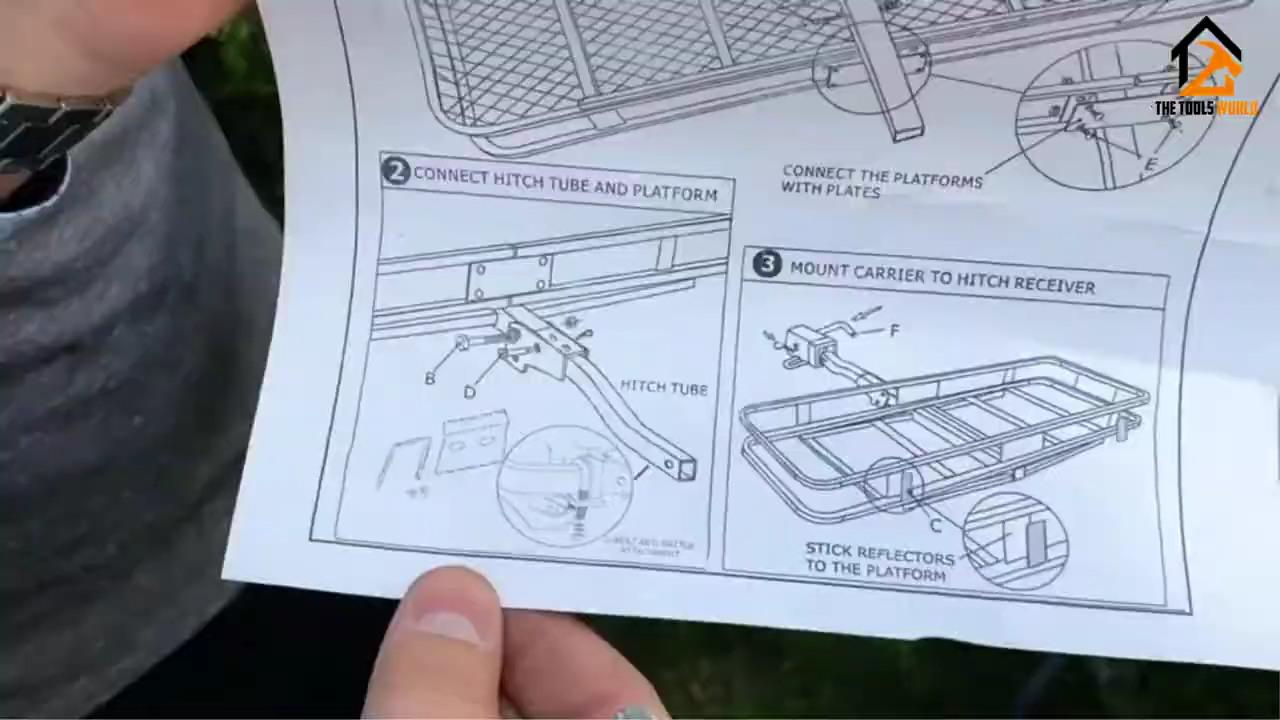 THE TOOLS WORLD
E
CONNECT THE PLATFORMS
WITH PLATES
2 CONNECT HITCH TUBE AND PLATFORM
B
D
HITCH TUBE
ATTACHMENT
3 MOUNT CARRIER TO HITCH RECEIVER
F
C
STICK REFLECTORS
TO THE PLATFORM